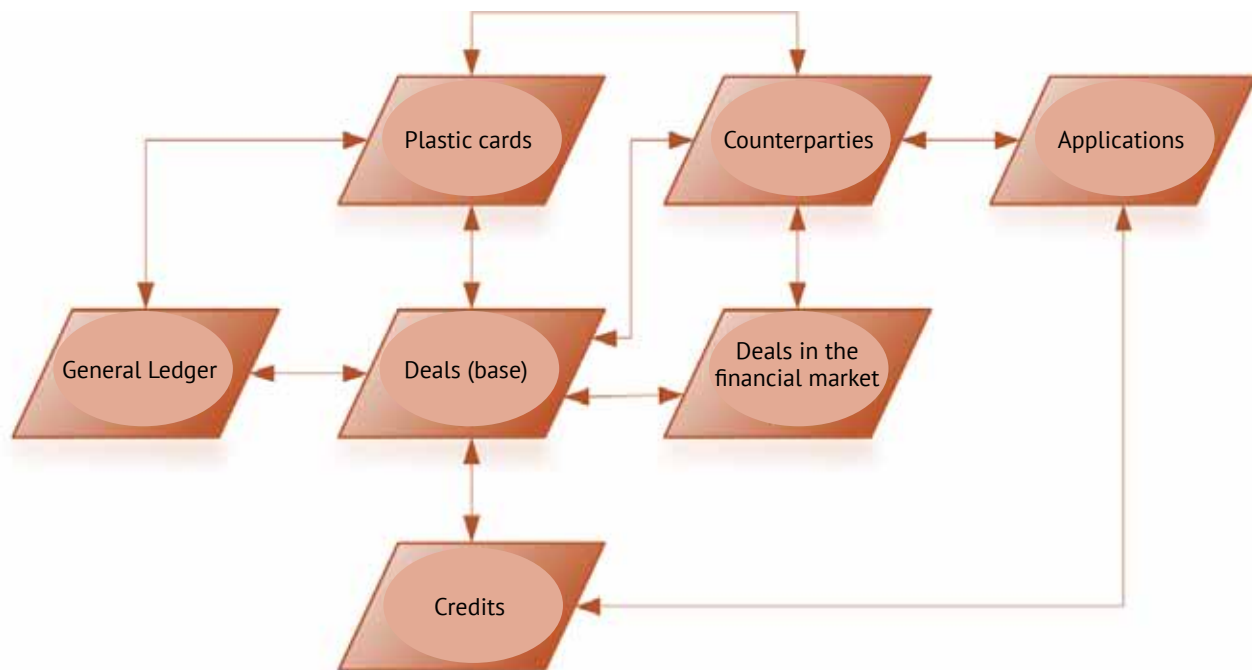 Plastic cards
Counterparties
Applications
General Ledger
Deals (base)
Deals in the
financial market
Credits